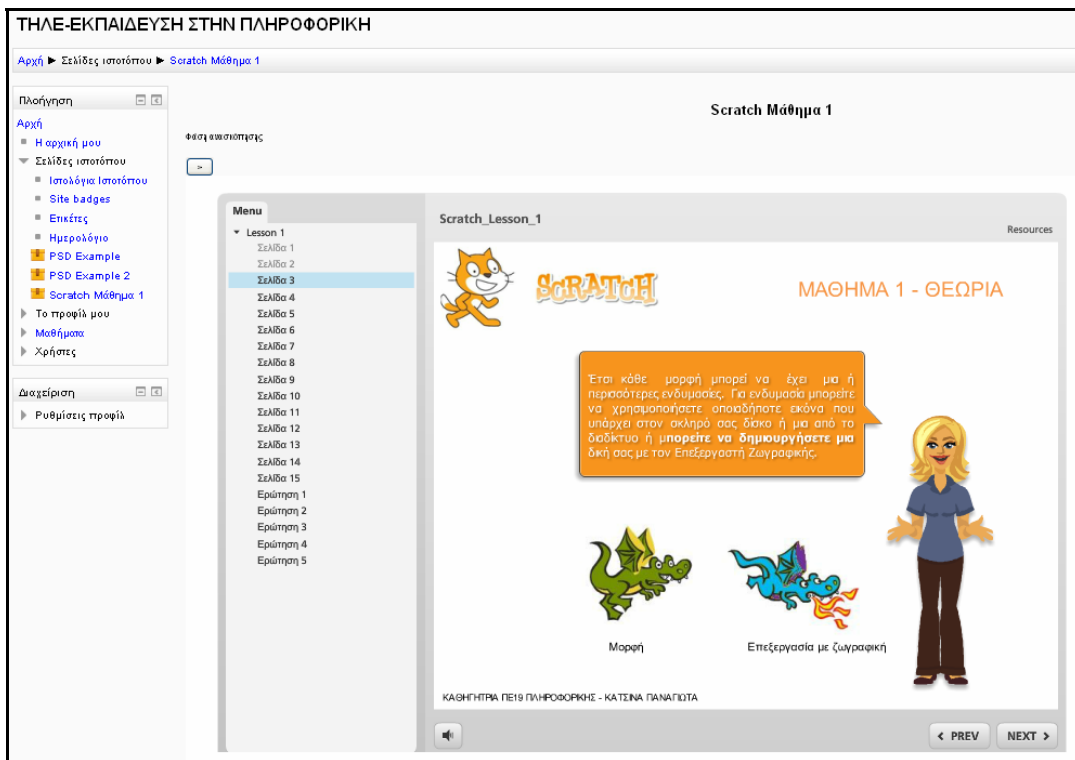 ΤΗΛΕ-ΕΚΠΑΙΔΕΥΣΗ ΣΤΗΝ ΠΛΗΡΟΦΟΡΙΚΗ
Αρχή ► Σελίδες ιστοτόπου ► Scratch Μάθημα 1
Πλοήγηση
Αρχή
Η αρχική μου
Σελίδες ιστοτόπου
Ιστολόγια Ιστοτόπου
Site badges
Ετικέτες
Ημερολόγιο
PSD Example
PSD Example 2
Scratch Μάθημα 1
Το προφίλ μου
Μαθήματα
Χρήστες
Διαχείριση
Ρυθμίσεις προφίλ
Scratch Μάθημα 1
Φάση ανασκόπησης
>
Menu
Lesson 1
Σελίδα 1
Σελίδα 2
Σελίδα 3
Σελίδα 4
Σελίδα 5
Σελίδα 6
Σελίδα 7
Σελίδα 8
Σελίδα 9
Σελίδα 10
Σελίδα 11
Σελίδα 12
Σελίδα 13
Σελίδα 14
Σελίδα 15
Ερώτηση 1
Ερώτηση 2
Ερώτηση 3
Ερώτηση 4
Ερώτηση 5
Scratch_Lesson_1
Resources
SCRATCH
ΜΑΘΗΜΑ 1 - ΘΕΩΡΙΑ
Έτσι κάθε μορφή μπορεί να έχει μια ή
περισσότερες ενδυμασίες. Για ενδυμασία μπορείτε
να χρησιμοποιήσετε οποιαδήποτε εικόνα που
υπάρχει στον σκληρό σας δίσκο ή μια από το
διαδίκτυο ή μπορείτε να δημιουργήσετε μια
δική σας με τον Επεξεργαστή Ζωγραφικής.
Μορφή
Επεξεργασία με ζωγραφική
ΚΑΘΗΓΗΤΡΙΑ ΠΕ19 ΠΛΗΡΟΦΟΡΙΚΗΣ - ΚΑΤΣΙΝΑ ΠΑΝΑΓΙΩΤΑ
< PREV
NEXT >